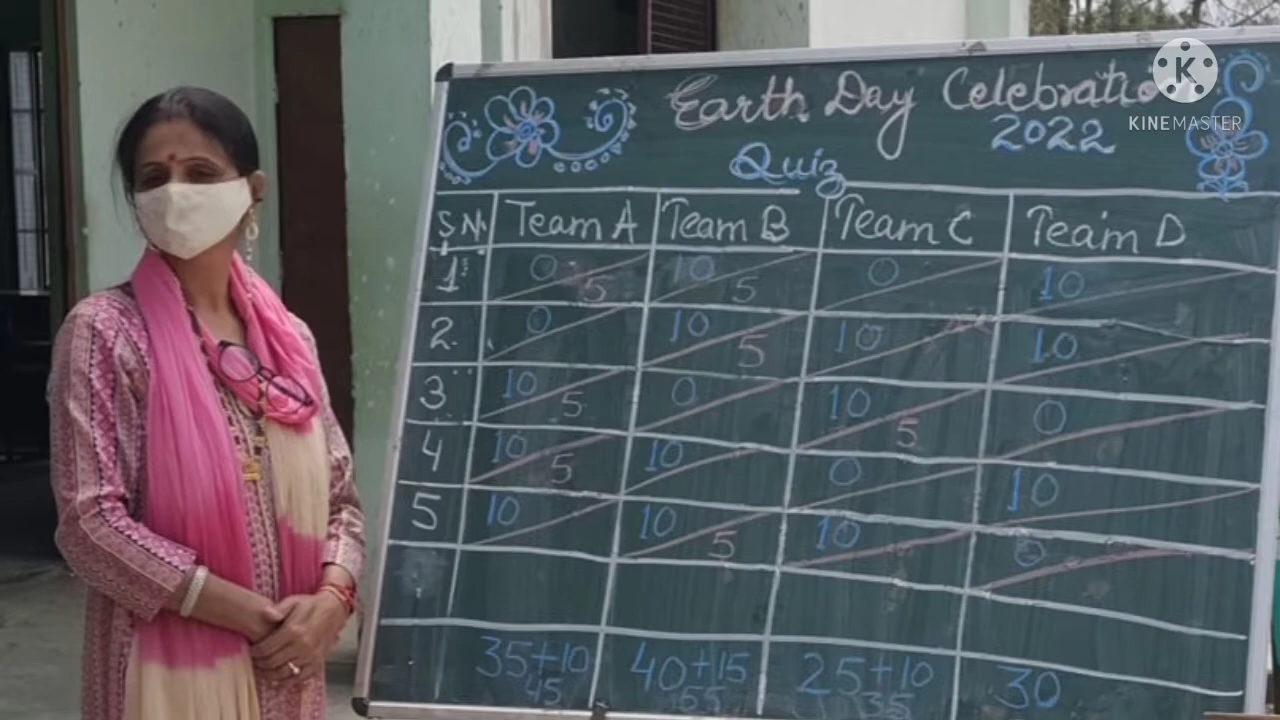 Earth Day Celebration
2022
Quiz
KINEMASTER
S.N. Team A Team B Team C Team D
1 0 5 10 5 0 10
2. 0 10 5 10 10
3 10 5 0 10 5 0
4 10 5 10 0 10
5 10 10 5 10 0
35+10 40+15 25+10 30
45 55 35